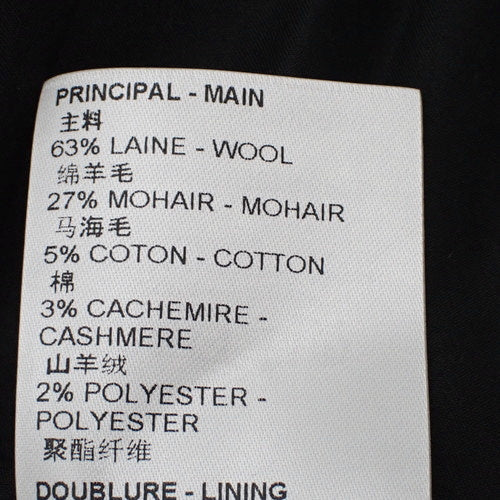 PRINCIPAL - MAIN
主料
63% LAINE - WOOL
绵羊毛
27% MOHAIR - MOHAIR
马海毛
5% COTON - COTTON
棉
3% CACHEMIRE -
CASHMERE
山羊绒
2% POLYESTER -
POLYESTER
聚酯纤维
DOUBLURE - LINING